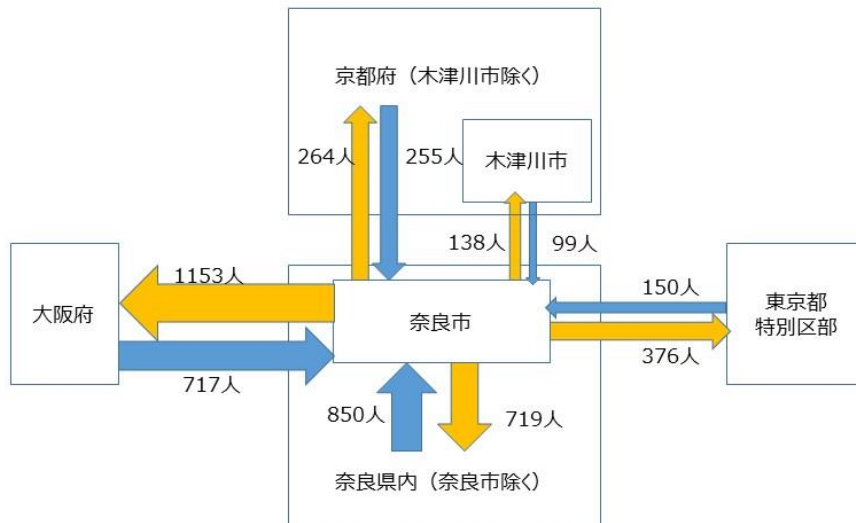 京都府（木津川市除く）
264人
255人
木津川市
138人
99人
1153人
大阪府
奈良市
150人
東京都
特別区部
376人
717人
850人
719人
奈良県内（奈良市除く）